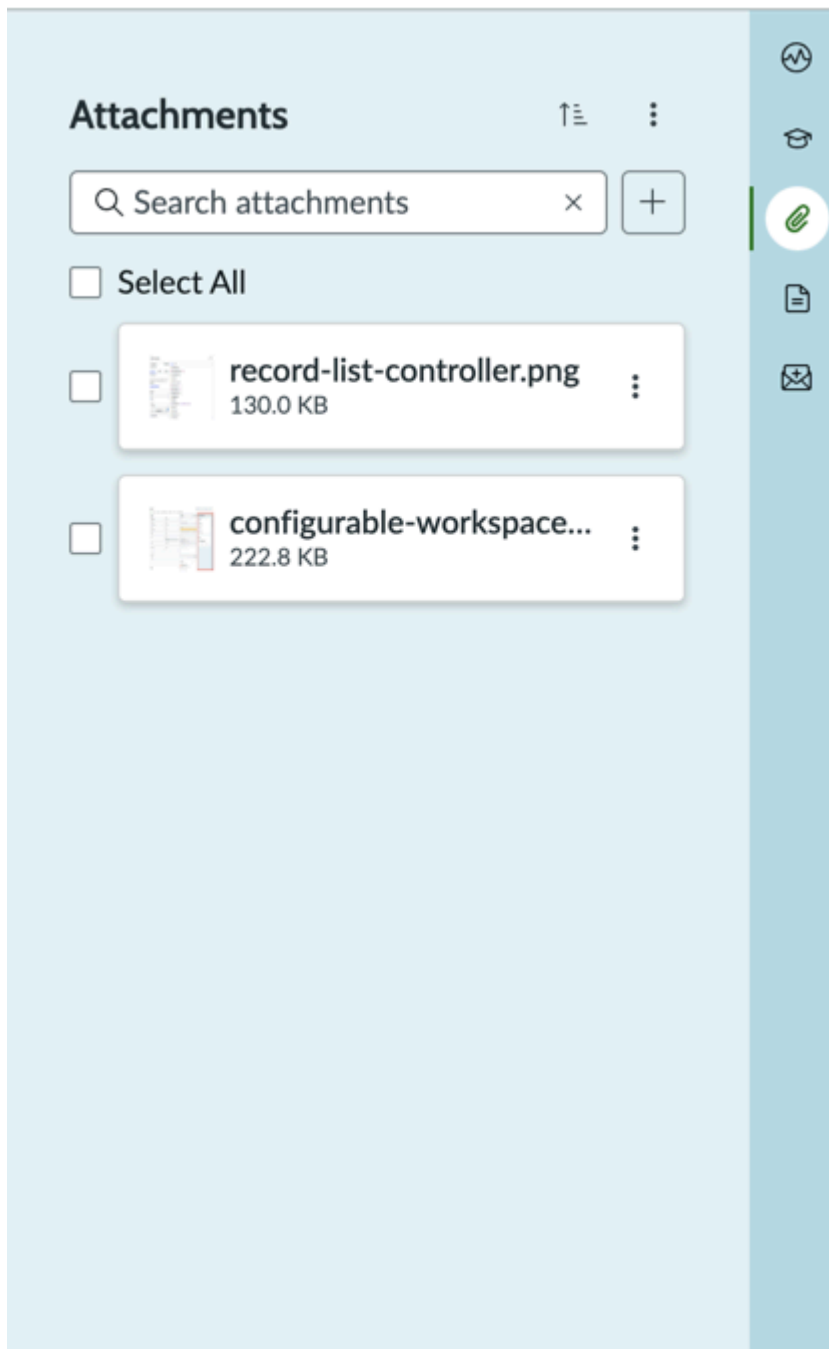 Attachments
Search attachments
Select All
record-list-controller.png
130.0 KB
configurable-workspace...
222.8 KB